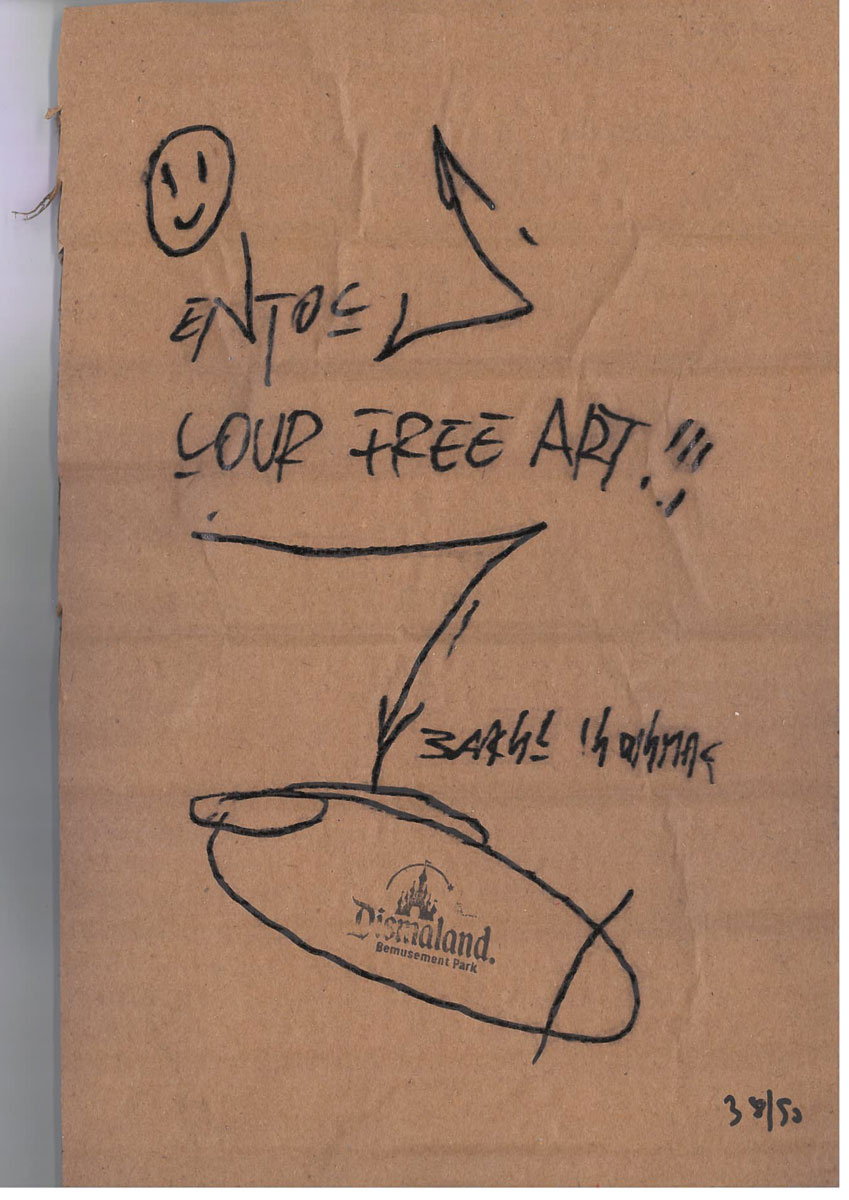 ENJOY
YOUR FREE ART.!!!
Dismaland.
Bemusement Park
38/50